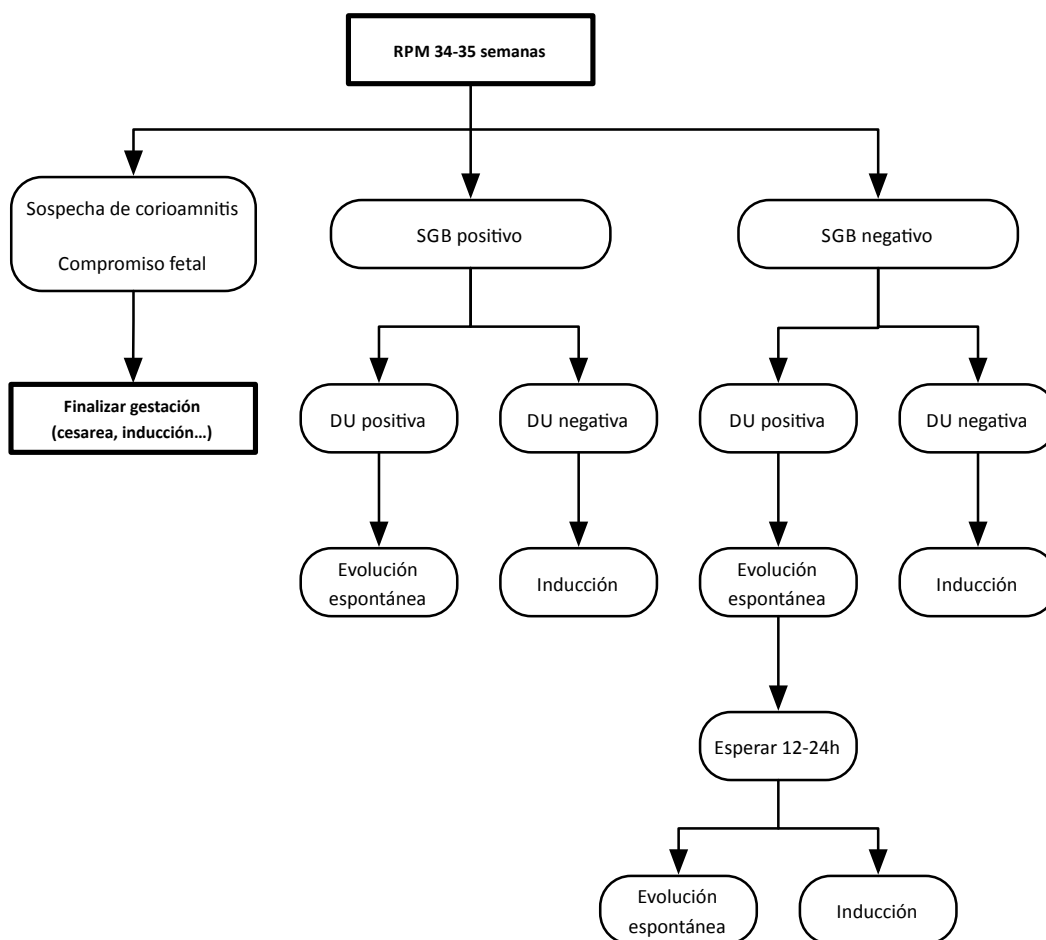 RPM 34-35 semanas
Sospecha de corioamnitis
Compromiso fetal
SGB positivo
SGB negativo
Finalizar gestación
(cesarea, inducción...)
DU positiva
DU negativa
DU positiva
DU negativa
Evolución
espontánea
Inducción
Evolución
espontánea
Inducción
Esperar 12-24h
Evolución
espontánea
Inducción